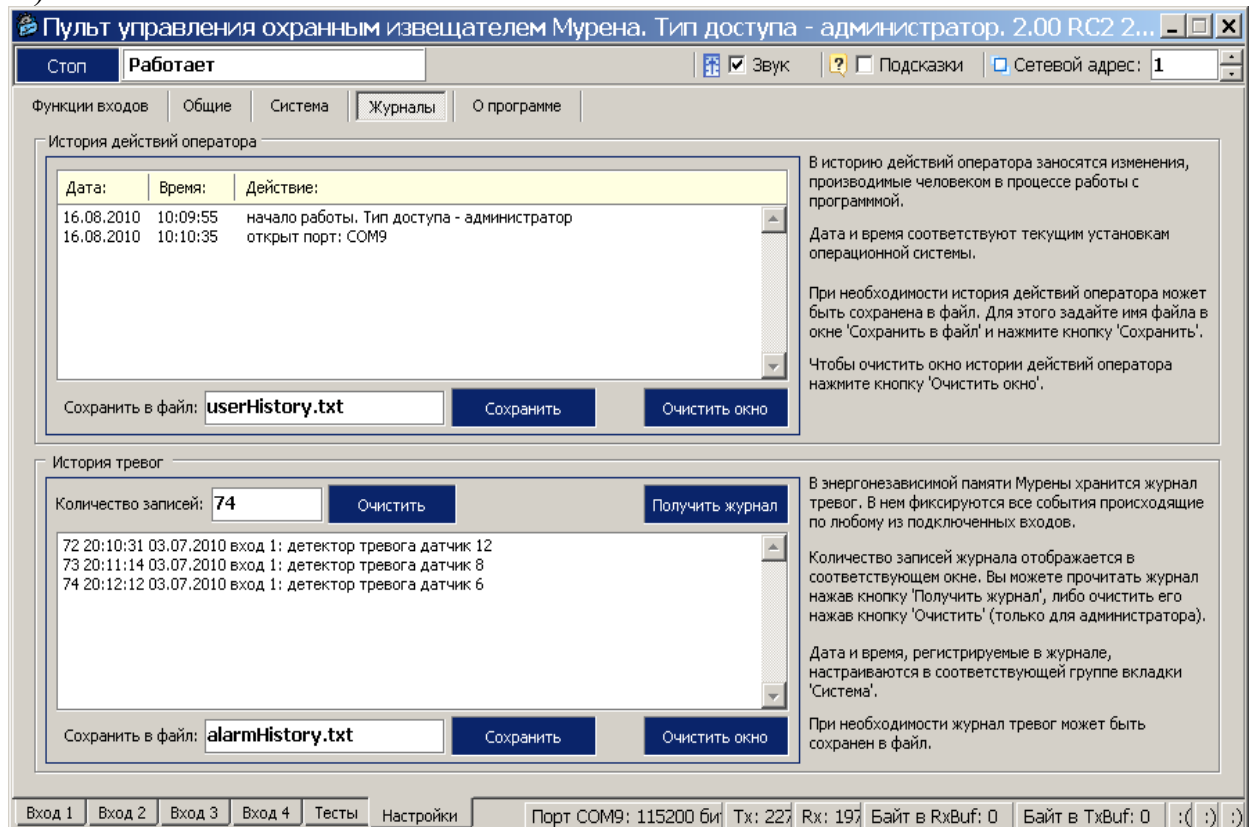 Пульт управления охранным извещателем Мурена. Тип доступа - администратор. 2.00 RC2 2...
Стоп Работает Звук Подсказки Сетевой адрес: 1
Функции входов Общие Система Журналы О программе
История действий оператора
Дата: Время: Действие:
16.08.2010 10:09:55 начало работы. Тип доступа - администратор
16.08.2010 10:10:35 открыт порт: COM9
Сохранить в файл: userHistory.txt Сохранить Очистить окно
В историю действий оператора заносятся изменения,
производимые человеком в процессе работы с
программмой.
Дата и время соответствуют текущим установкам
операционной системы.
При необходимости история действий оператора может
быть сохранена в файл. Для этого задайте имя файла в
окне 'Сохранить в файл' и нажмите кнопку 'Сохранить'.
Чтобы очистить окно истории действий оператора
нажмите кнопку 'Очистить окно'.
История тревог
Количество записей: 74 Очистить Получить журнал
72 20:10:31 03.07.2010 вход 1: детектор тревога датчик 12
73 20:11:14 03.07.2010 вход 1: детектор тревога датчик 8
74 20:12:12 03.07.2010 вход 1: детектор тревога датчик 6
Сохранить в файл: alarmHistory.txt Сохранить Очистить окно
В энергонезависимой памяти Мурены хранится журнал
тревог. В нем фиксируются все события происходящие
по любому из подключенных входов.
Количество записей журнала отображается в
соответствующем окне. Вы можете прочитать журнал
нажав кнопку 'Получить журнал', либо очистить его
нажав кнопку 'Очистить' (только для администратора).
Дата и время, регистрируемые в журнале,
настраиваются в соответствующей группе вкладки
'Система'.
При необходимости журнал тревог может быть
сохранен в файл.
Вход 1 Вход 2 Вход 3 Вход 4 Тесты Настройки Порт COM9: 115200 би Tx: 227 Rx: 197 Байт в RxBuf: 0 Байт в TxBuf: 0 :( :) :)